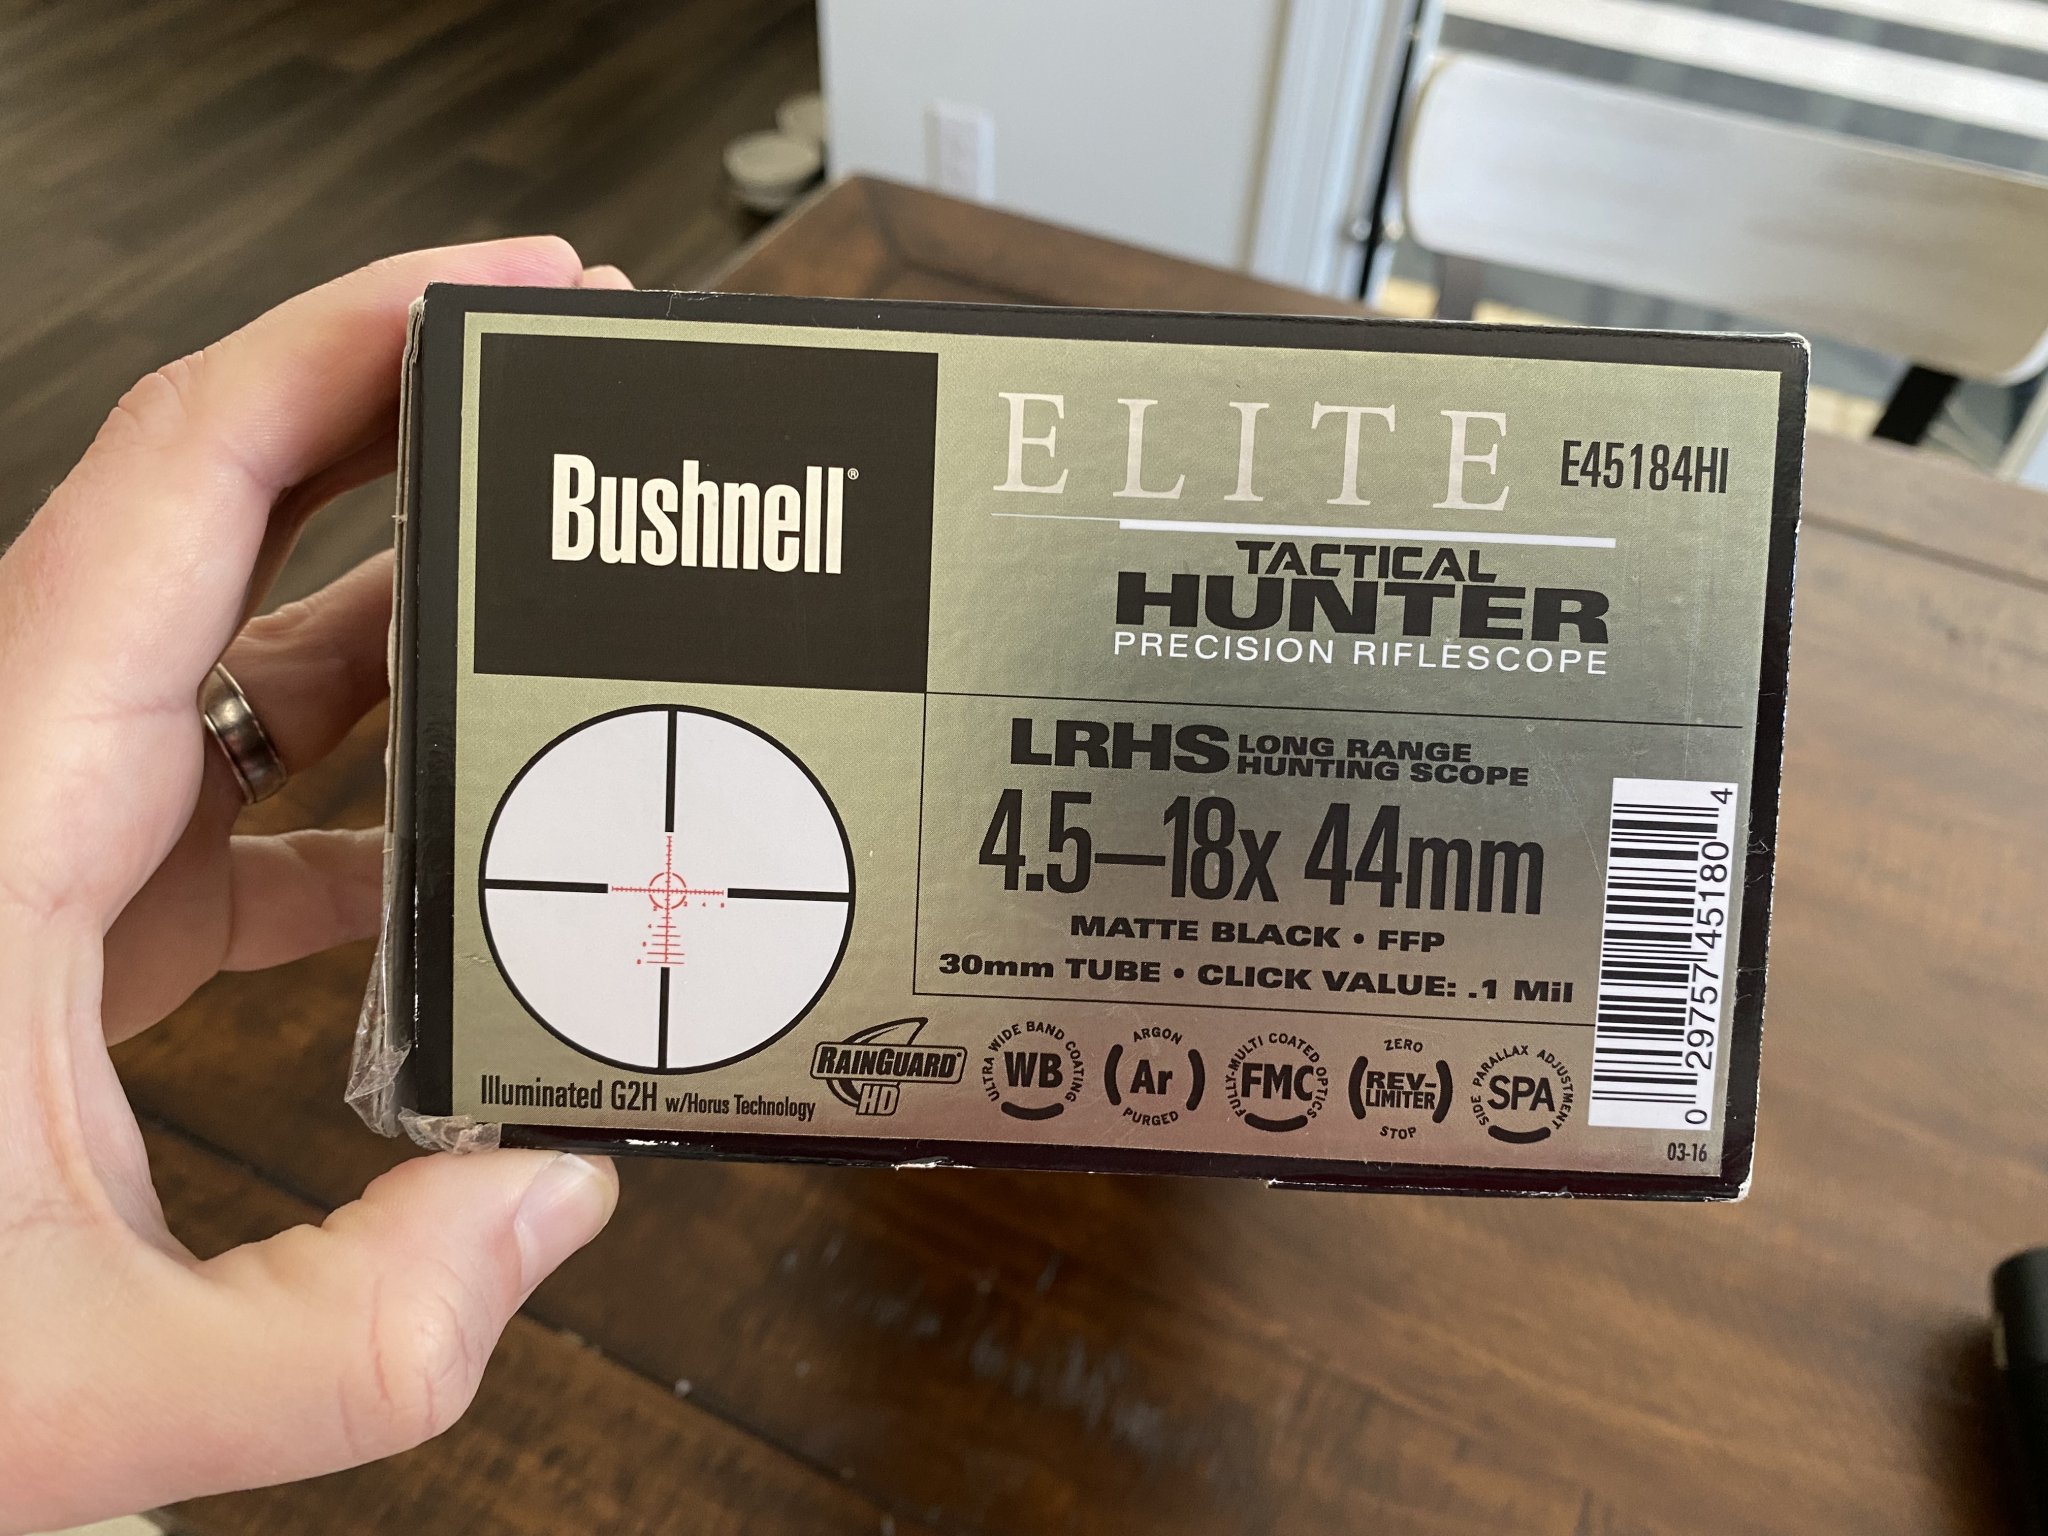 Bushnell®
ELITE
E45184HI
TACTICAL
HUNTER
PRECISION RIFLESCOPE
LRHS LONG RANGE
HUNTING SCOPE
4.5–18x 44mm
MATTE BLACK • FFP
30mm TUBE • CLICK VALUE: .1 Mil
Illuminated G2H w/Horus Technology
RAINGUARD®
HD
ULTRA WIDE BAND COATING
WB
ARGON
Ar
PURGED
FULLY-MULTI COATED OPTICS
FMC
ZERO
REV-
LIMITER
STOP
SIDE PARALLAX ADJUSTMENT
SPA
0 29757 45180 4
03-16